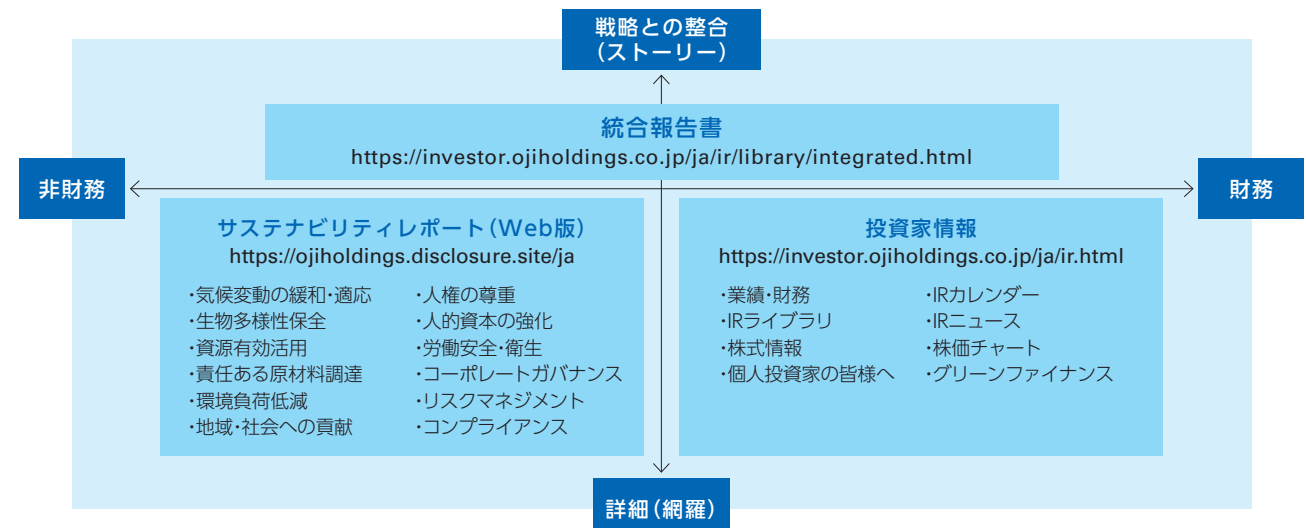 戦略との整合
（ストーリー）
統合報告書
https://investor.ojiholdings.co.jp/ja/ir/library/integrated.html
非財務
財務
サステナビリティレポート（Web版）
https://ojiholdings.disclosure.site/ja
・気候変動の緩和・適応
・生物多様性保全
・資源有効活用
・責任ある原材料調達
・環境負荷低減
・地域・社会への貢献
・人権の尊重
・人的資本の強化
・労働安全・衛生
・コーポレートガバナンス
・リスクマネジメント
・コンプライアンス
投資家情報
https://investor.ojiholdings.co.jp/ja/ir.html
・業績・財務
・IRライブラリ
・株式情報
・個人投資家の皆様へ
・IRカレンダー
・IRニュース
・株価チャート
・グリーンファイナンス
詳細（網羅）